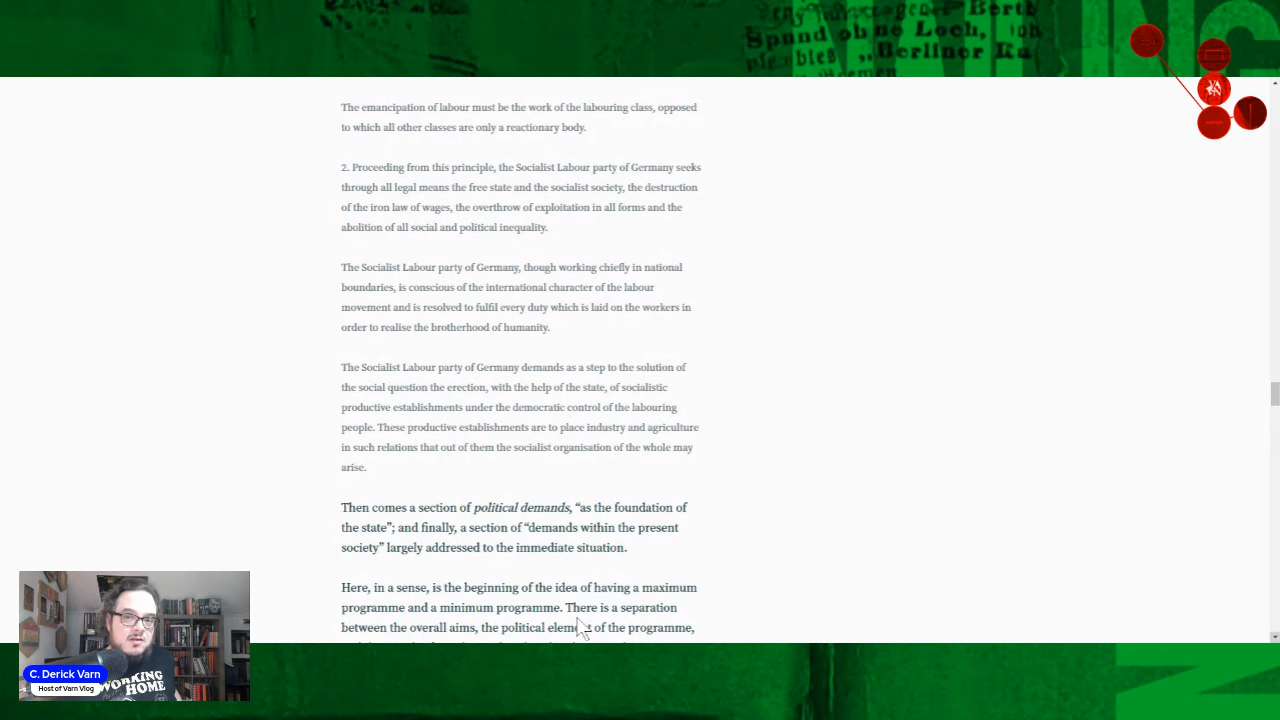 Berth
Spund ohne Loch,
"Berliner
VARN
The emancipation of labour must be the work of the labouring class, opposed
to which all other classes are only a reactionary body.
2. Proceeding from this principle, the Socialist Labour party of Germany seeks
through all legal means the free state and the socialist society, the destruction
of the iron law of wages, the overthrow of exploitation in all forms and the
abolition of all social and political inequality.
The Socialist Labour party of Germany, though working chiefly in national
boundaries, is conscious of the international character of the labour
movement and is resolved to fulfil every duty which is laid on the workers in
order to realise the brotherhood of humanity.
The Socialist Labour party of Germany demands as a step to the solution of
the social question the erection, with the help of the state, of socialistic
productive establishments under the democratic control of the labouring
people. These productive establishments are to place industry and agriculture
in such relations that out of them the socialist organisation of the whole may
arise.
Then comes a section of political demands, “as the foundation of
the state”; and finally, a section of “demands within the present
society” largely addressed to the immediate situation.
Here, in a sense, is the beginning of the idea of having a maximum
programme and a minimum programme. There is a separation
between the overall aims, the political element of the programme,
C. Derick Varn
Host of Varn Vlog
WORKING
HOME